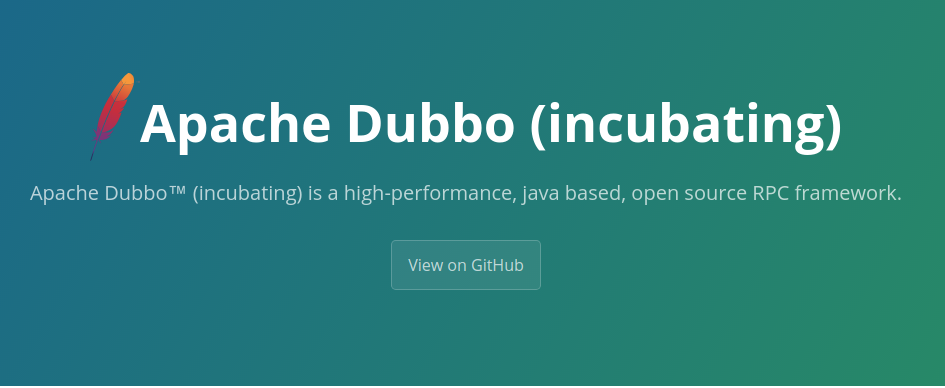 Apache Dubbo (incubating)
Apache Dubbo™ (incubating) is a high-performance, java based, open source RPC framework.
View on GitHub